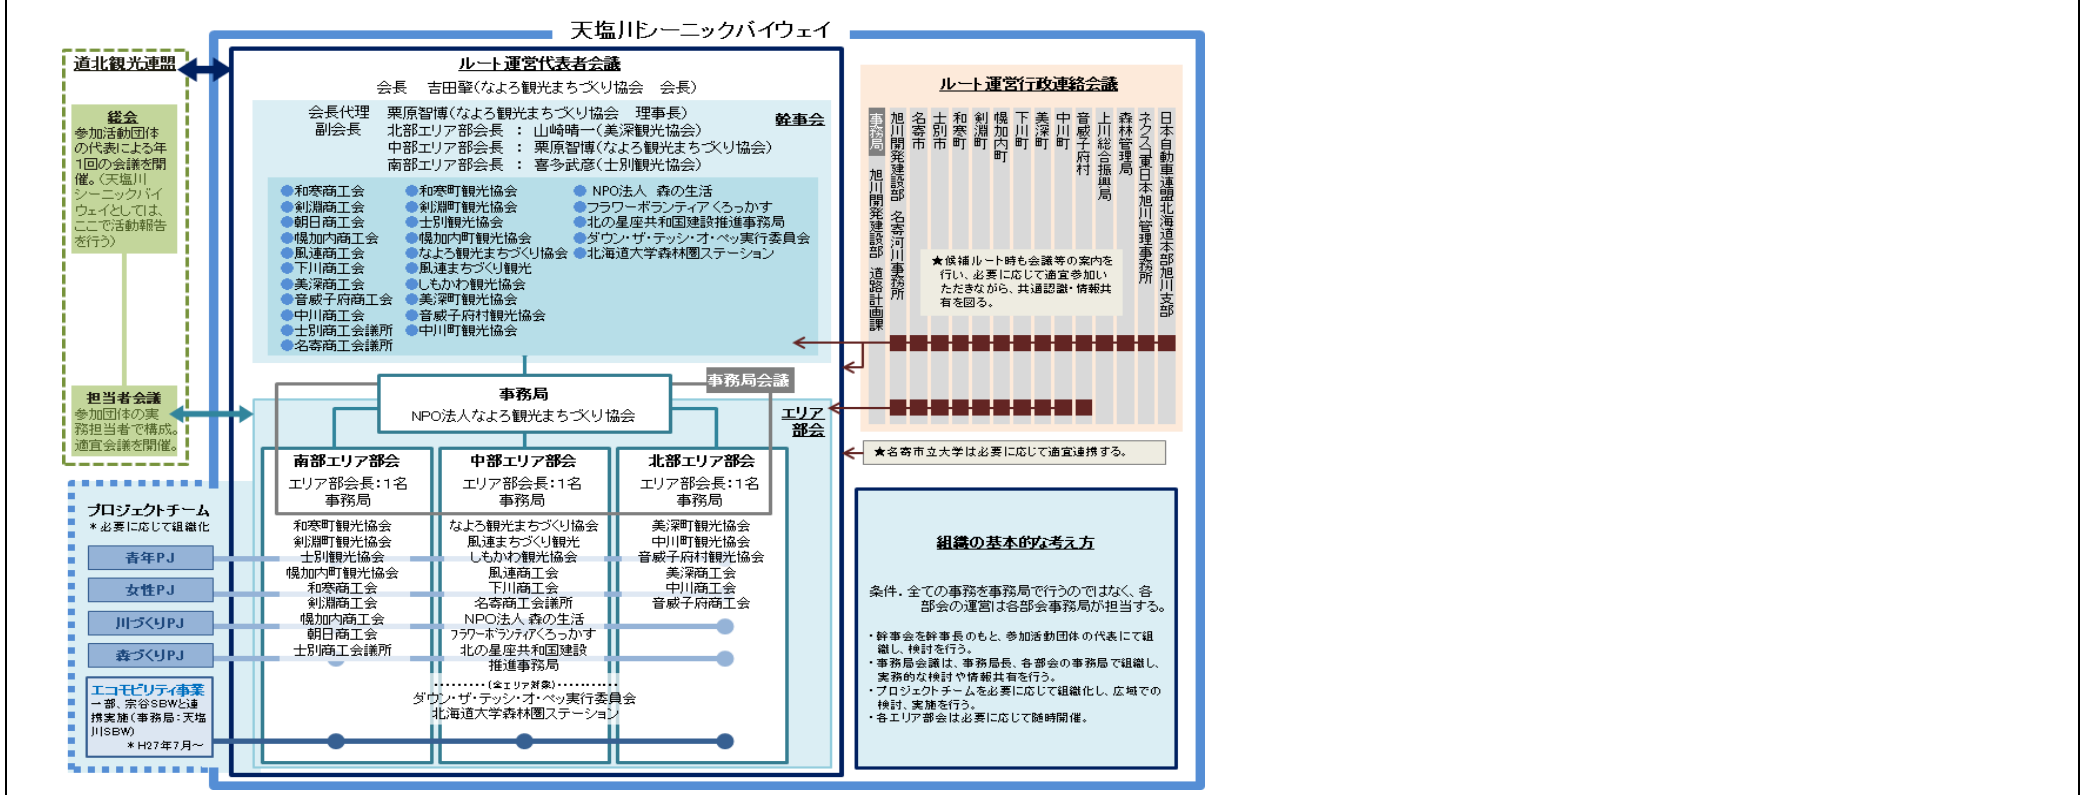 天塩川シーニックバイウェイ
道北観光連盟
総会
参加活動団体
の代表による年
1回の会議を開
催。(天塩川
シーニックバイ
ウェイとしては、
ここで活動報告
を行う)
担当者会議
参加団体の実
務担当者で構成。
適宜会議を開催。
ルート運営代表者会議
会長 吉田肇(なよろ観光まちづくり協会 会長)
幹事会
会長代理 栗原智博(なよろ観光まちづくり協会 理事長)
副会長 北部エリア部会長 : 山崎晴一(美深観光協会)
中部エリア部会長 : 栗原智博(なよろ観光まちづくり協会)
南部エリア部会長 : 喜多武彦(士別観光協会)
●和寒商工会
●剣淵商工会
●朝日商工会
●幌加内商工会
●風連商工会
●下川商工会
●美深商工会
●音威子府商工会
●中川商工会
●士別商工会議所
●名寄商工会議所
●和寒町観光協会
●剣淵町観光協会
●士別観光協会
●幌加内町観光協会
●なよろ観光まちづくり協会
●風連まちづくり観光
●しもかわ観光協会
●美深町観光協会
●音威子府村観光協会
●中川町観光協会
● NPO法人 森の生活
●フラワーボランティアくろっかす
●北の星座共和国建設推進事務局
●ダウン・ザ・テッシ・オ・ペッ実行委員会
●北海道大学森林圏ステーション
事務局会議
事務局
NPO法人なよろ観光まちづくり協会
エリア
部会
南部エリア部会
エリア部会長:1名
事務局
和寒町観光協会
剣淵町観光協会
士別観光協会
幌加内町観光協会
和寒商工会
剣淵商工会
幌加内商工会
朝日商工会
士別商工会議所
中部エリア部会
エリア部会長:1名
事務局
なよろ観光まちづくり協会
風連まちづくり観光
しもかわ観光協会
風連商工会
下川商工会
名寄商工会議所
NPO法人 森の生活
フラワーボランティアくろっかす
北の星座共和国建設
推進事務局
北部エリア部会
エリア部会長:1名
事務局
美深町観光協会
中川町観光協会
音威子府村観光協会
美深商工会
中川商工会
音威子府商工会
・・・・・・・・・(全エリア対象)・・・・・・・・・・
ダウン・ザ・テッシ・オ・ペッ実行委員会
北海道大学森林圏ステーション
プロジェクトチーム
*必要に応じて組織化
青年PJ
女性PJ
川づくりPJ
森づくりPJ
エコモビリティ事業
一部、宗谷SBWと連
携実施(事務局:天塩
川SBW)
*H27年7月~
ルート運営行政連絡会議
事務局 旭川開発建設部 道路計画課
旭川開発建設部 名寄河川事務所
名寄市
士別市
和寒町
剣淵町
幌加内町
下川町
美深町
中川町
音威子府村
上川総合振興局
森林管理局
ネクスコ東日本旭川管理事務所
日本自動車連盟北海道本部旭川支部
★候補ルート時も会議等の案内を
行い、必要に応じて適宜参加い
ただきながら、共通認識・情報共
有を図る。
★名寄市立大学は必要に応じて適宜連携する。
組織の基本的な考え方
条件.全ての事務を事務局で行うのではなく、各
部会の運営は各部会事務局が担当する。
・幹事会を幹事長のもと、参加活動団体の代表にて組
織し、検討を行う。
・事務局会議は、事務局長、各部会の事務局で組織し、
実務的な検討や情報共有を行う。
・プロジェクトチームを必要に応じて組織化し、広域での
検討、実施を行う。
・各エリア部会は必要に応じて随時開催。